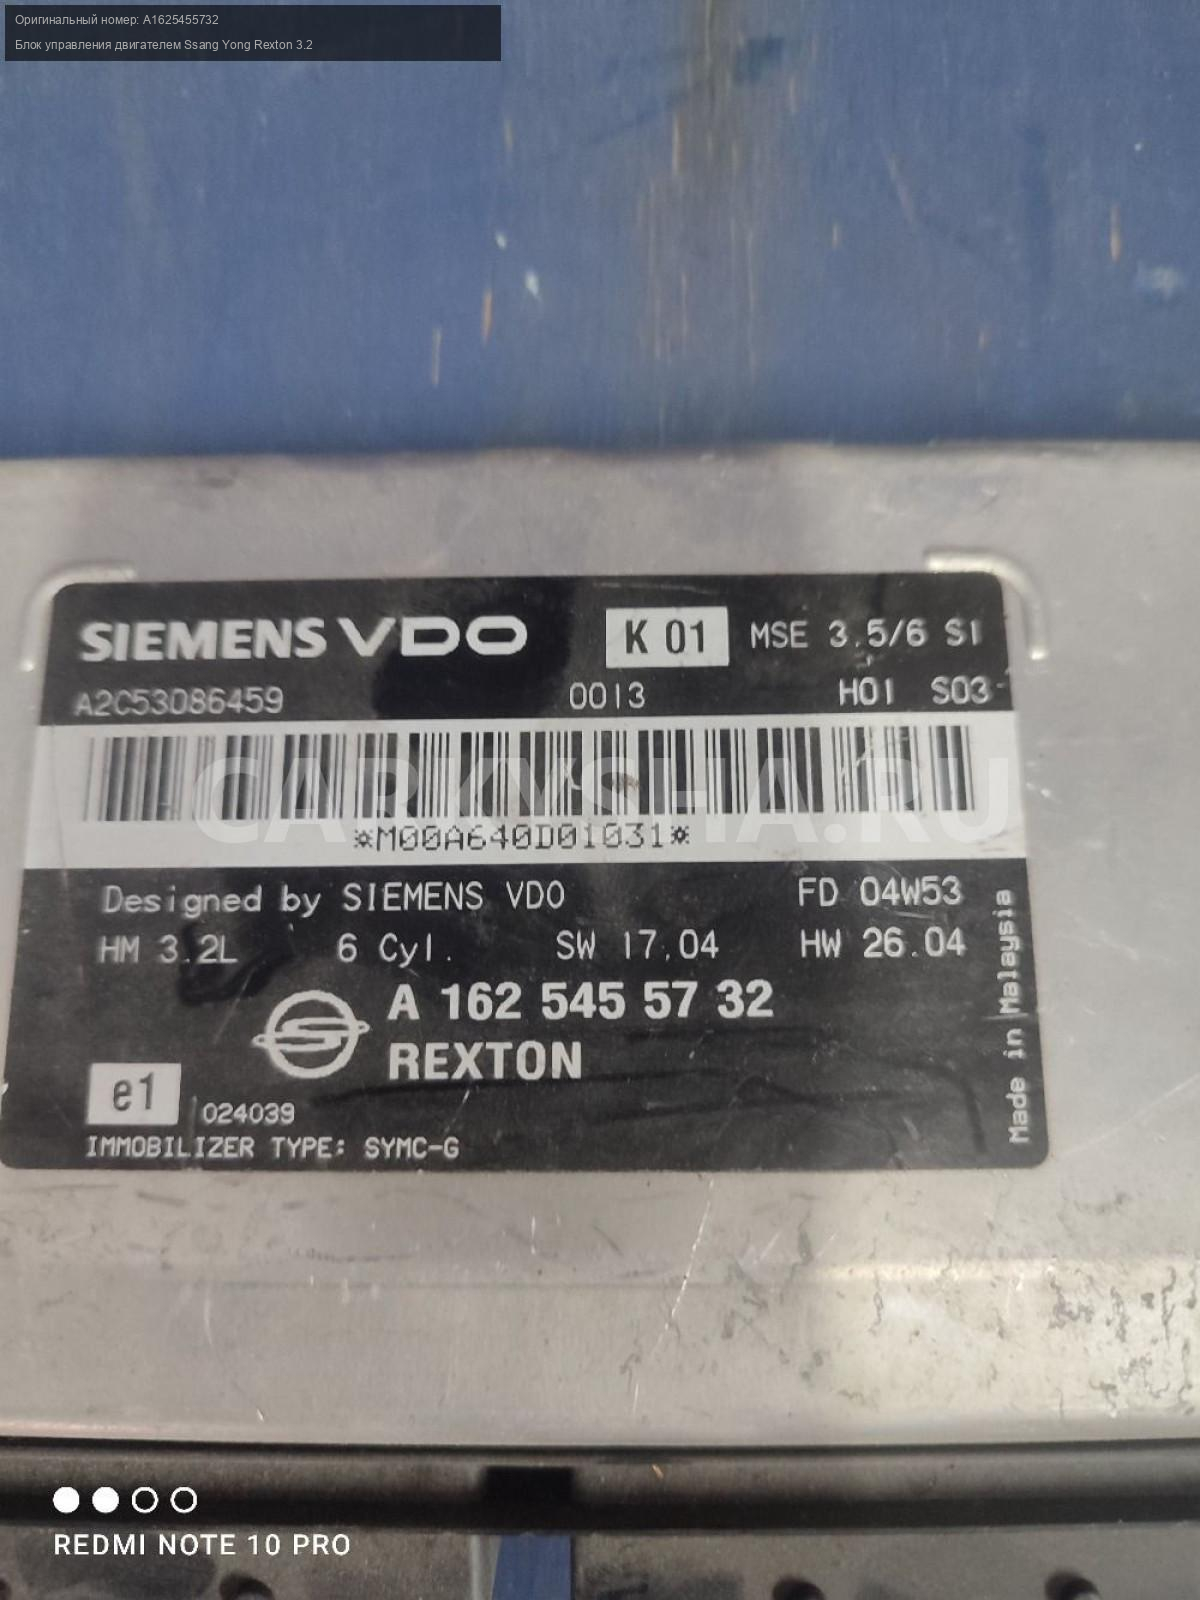 Оригинальный номер: A1625455732
Блок управления двигателем Ssang Yong Rexton 3.2
SIEMENS VDO K 01 MSE 3.5/6 S1
A2C53086459 0013 H01 S03
CARKYSHA.RU
*M00A640D01031*
Designed by SIEMENS VDO FD 04W53
HM 3.2L 6 Cyl. SW 17.04 HW 26.04
A 162 545 57 32
REXTON
e1 024039
IMMOBILIZER TYPE: SYMC-G
Made in Malaysia
REDMI NOTE 10 PRO